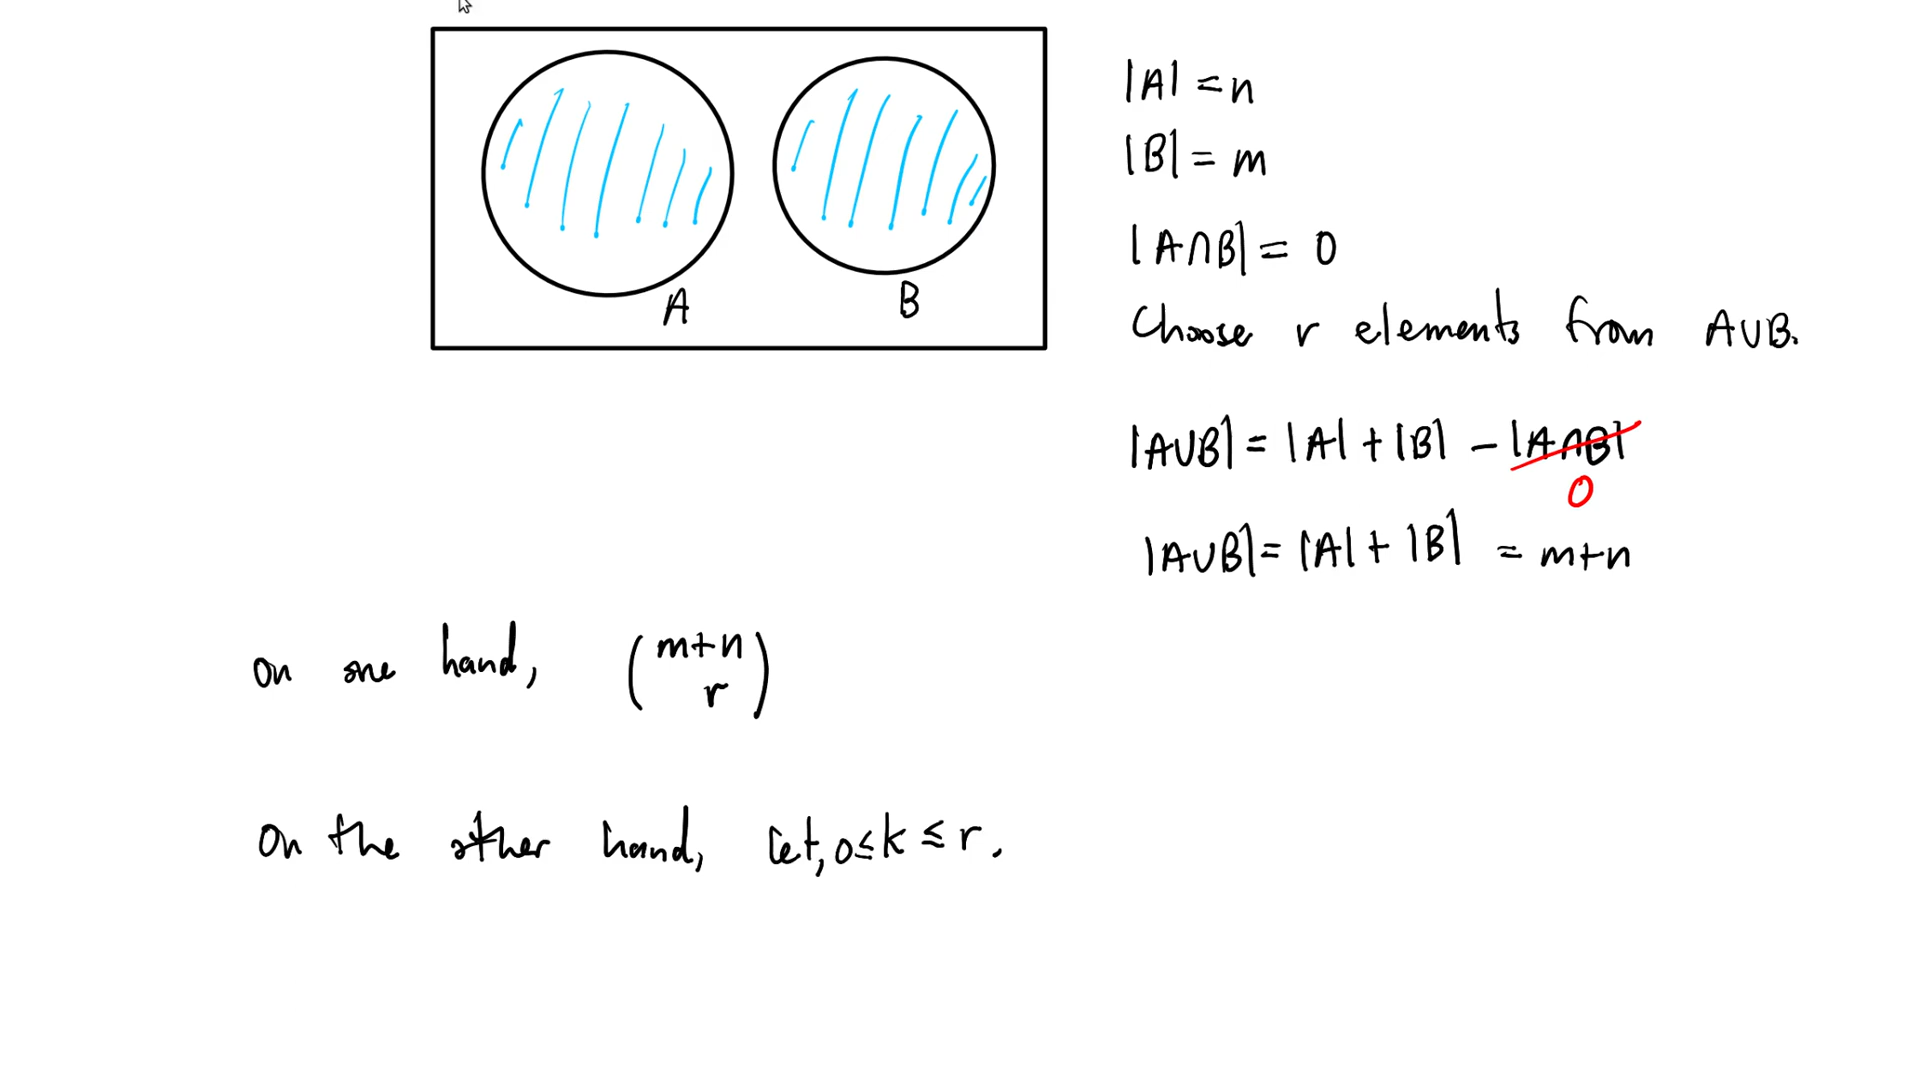 A
B
|A| = n
|B| = m
|A∩B| = 0
Choose r elements from A∪B.
|A∪B| = |A| + |B| - |A∩B|
0
|A∪B| = |A| + |B| = m+n
on one hand, (m+n
r)
On the other hand, let, 0≤k ≤ r.